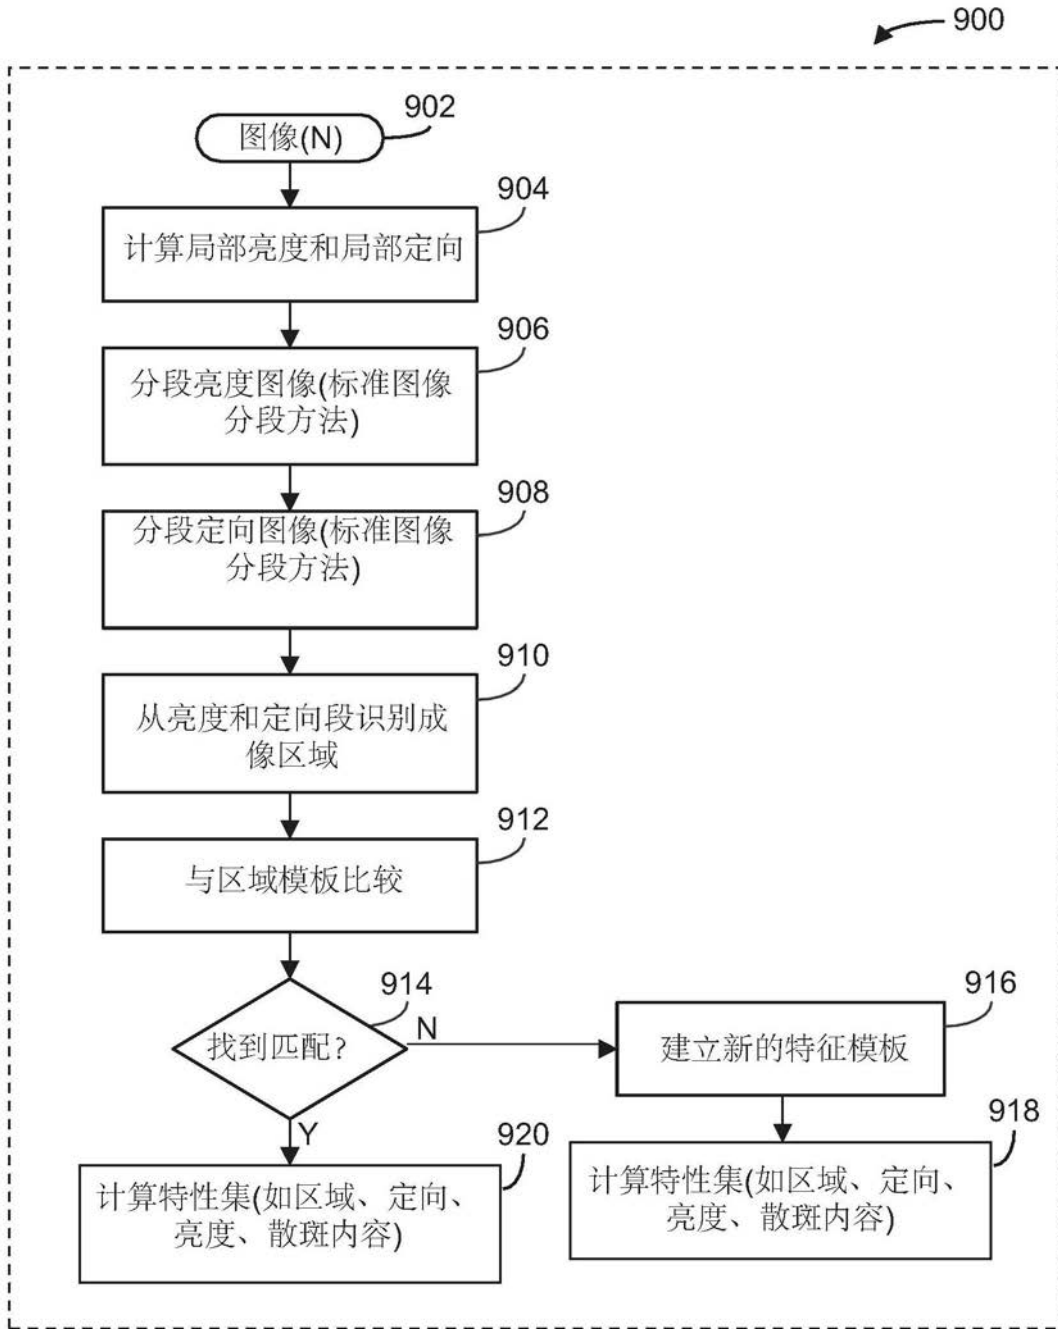 900
902
图像(N)
904
计算局部亮度和局部定向
906
分段亮度图像(标准图像
分段方法)
908
分段定向图像(标准图像
分段方法)
910
从亮度和定向段识别成
像区域
912
与区域模板比较
914
找到匹配?
N
916
建立新的特征模板
Y
920
计算特性集(如区域、定向、
亮度、散斑内容)
918
计算特性集(如区域、定向、
亮度、散斑内容)